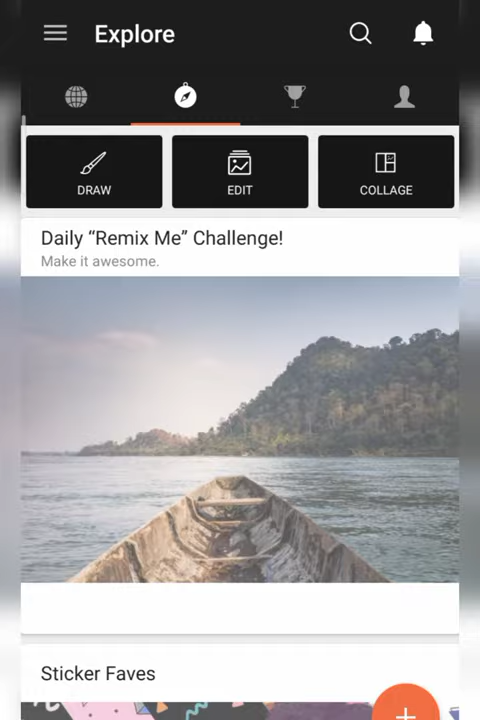 Explore
DRAW
EDIT
COLLAGE
Daily “Remix Me” Challenge!
Make it awesome.
Sticker Faves